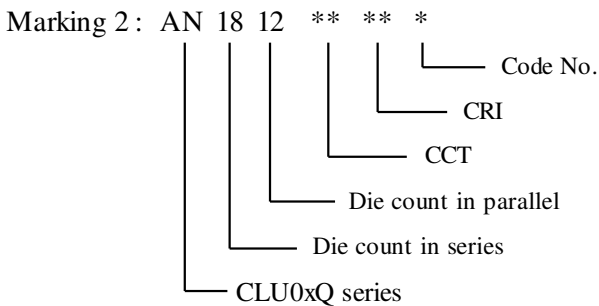 Marking 2 : AN 18 12 ** ** *
Code No.
CRI
CCT
Die count in parallel
Die count in series
CLU0xQ series